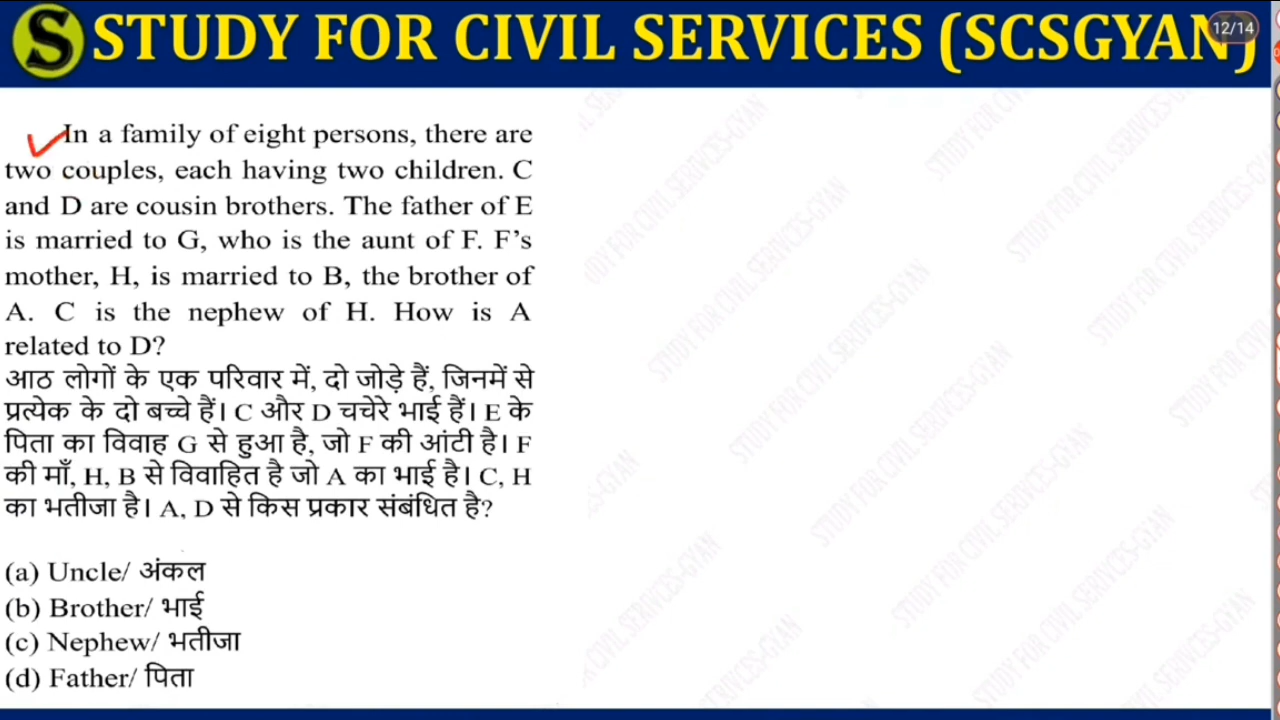 STUDY FOR CIVIL SERVICES (SCSGYAN)
12/14
In a family of eight persons, there are
two couples, each having two children. C
and D are cousin brothers. The father of E
is married to G, who is the aunt of F. F's
mother, H, is married to B, the brother of
A. C is the nephew of H. How is A
related to D?
आठ लोगों के एक परिवार में, दो जोड़े हैं, जिनमें से
प्रत्येक के दो बच्चे हैं। C और D चचेरे भाई हैं। E के
पिता का विवाह G से हुआ है, जो F की आंटी है। F
की माँ, H, B से विवाहित है जो A का भाई है। C, H
का भतीजा है। A, D से किस प्रकार संबंधित है?
(a) Uncle/ अंकल
(b) Brother/ भाई
(c) Nephew/ भतीजा
(d) Father/ पिता